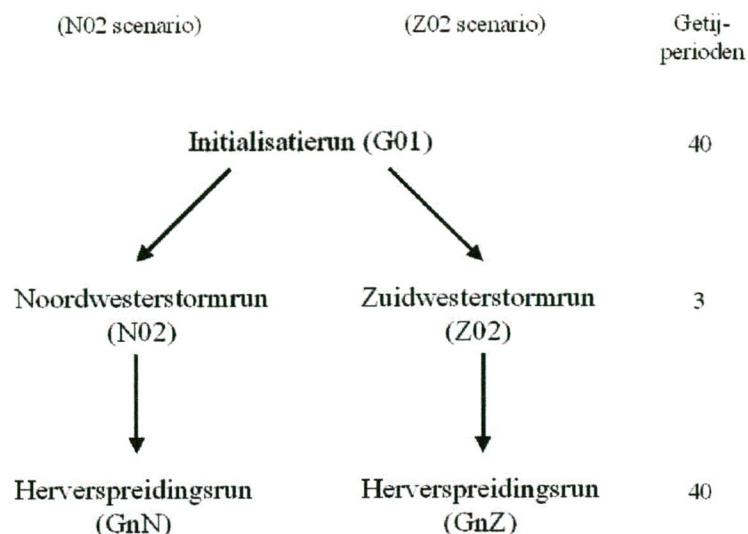 (N02 scenario)
(Z02 scenario)
Getij-
perioden
Initialisatierun (G01)
40
Noordwesterstormrun
(N02)
Zuidwesterstormrun
(Z02)
3
Herverspreidingsrun
(GnN)
Herverspreidingsrun
(GnZ)
40